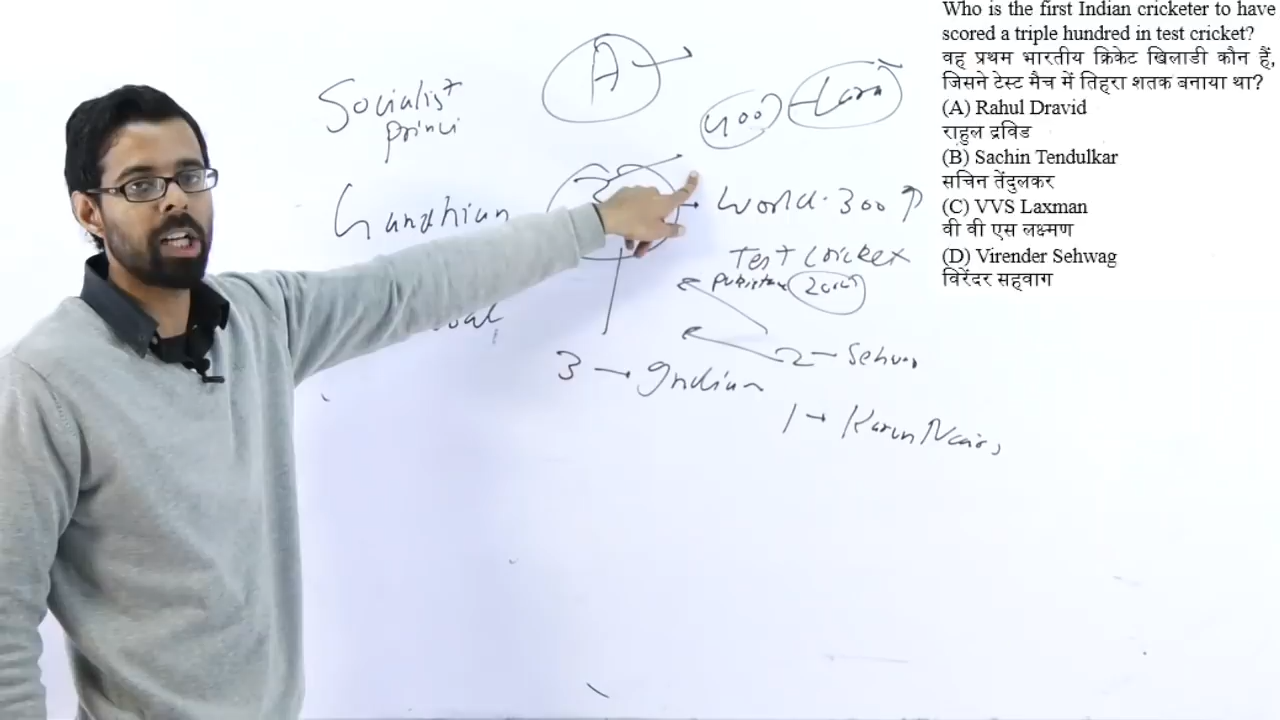 Who is the first Indian cricketer to have
scored a triple hundred in test cricket?
वह प्रथम भारतीय क्रिकेट खिलाडी कौन हैं,
जिसने टेस्ट मैच में तिहरा शतक बनाया था?
(A) Rahul Dravid
राहुल द्रविड
(B) Sachin Tendulkar
सचिन तेंदुलकर
(C) VVS Laxman
वी वी एस लक्ष्मण
(D) Virender Sehwag
विरेंदर सहवाग
Socialist
princi
A
400 - Lara
Gandhian
World. 300
Test Cricket
Pakistan
3 → Indian
2 - Sehwa
1 → Karun Nair,